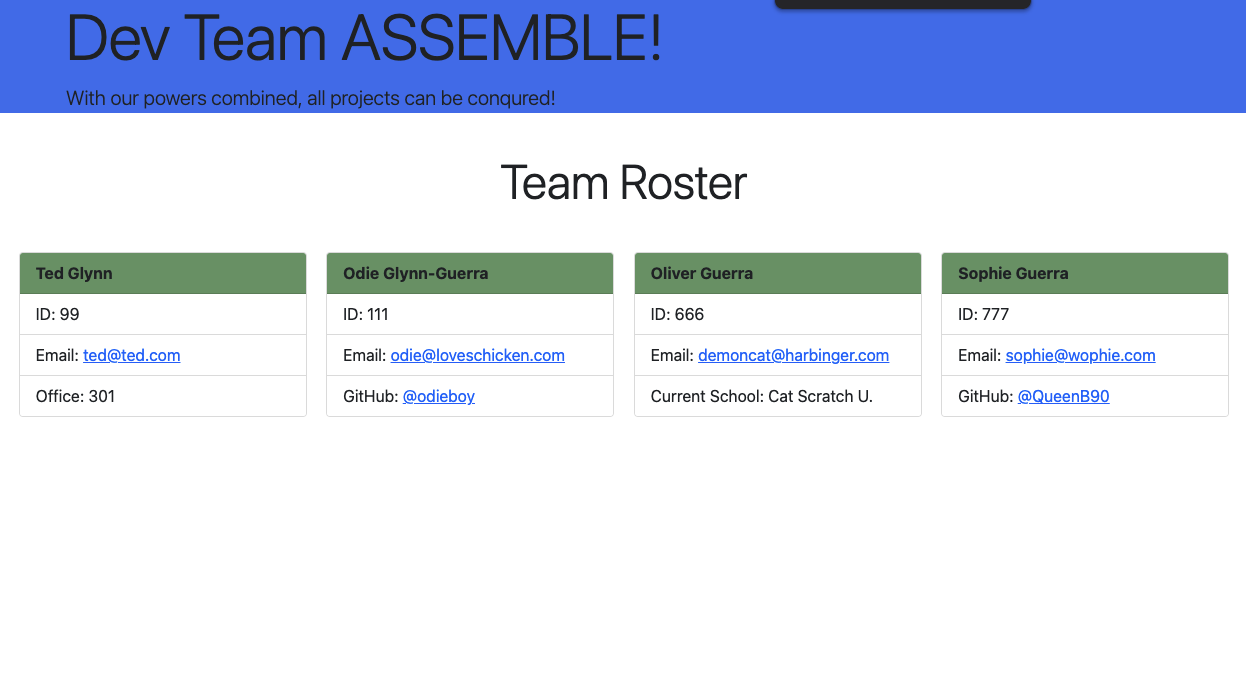 Dev Team ASSEMBLE!
With our powers combined, all projects can be conqured!
Team Roster
Ted Glynn
ID: 99
Email: ted@ted.com
Office: 301
Odie Glynn-Guerra
ID: 111
Email: odie@loveschicken.com
GitHub: @odieboy
Oliver Guerra
ID: 666
Email: demoncat@harbinger.com
Current School: Cat Scratch U.
Sophie Guerra
ID: 777
Email: sophie@wophie.com
GitHub: @QueenB90